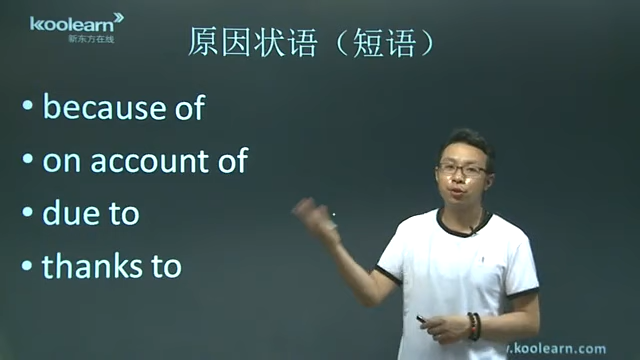 koolearn
新东方在线
原因状语（短语）
• because of
• on account of
• due to
• thanks to
.koolearn.com